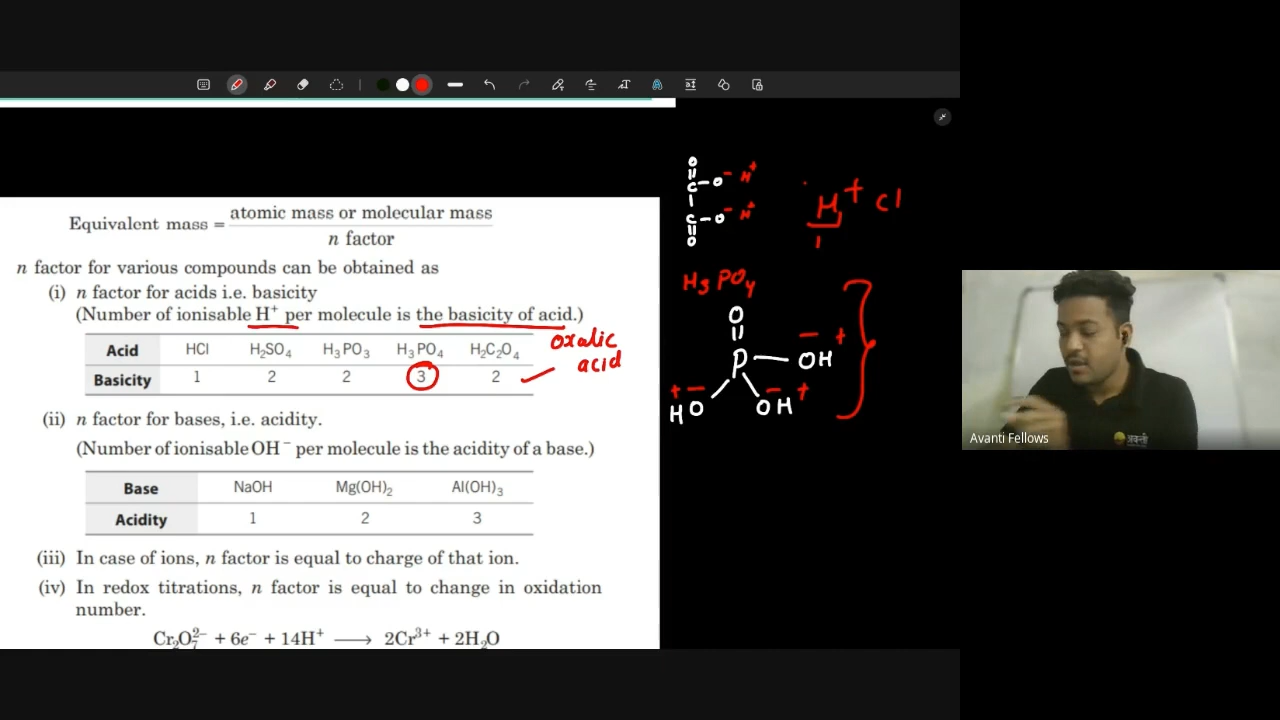 Equivalent mass = atomic mass or molecular mass / n factor
n factor for various compounds can be obtained as
(i) n factor for acids i.e. basicity
(Number of ionisable H⁺ per molecule is the basicity of acid.)
Acid HCl H₂SO₄ H₃PO₃ H₃PO₄ H₂C₂O₄
Basicity 1 2 2 3 2
oxalic
acid
(ii) n factor for bases, i.e. acidity.
(Number of ionisable OH⁻ per molecule is the acidity of a base.)
Base NaOH Mg(OH)₂ Al(OH)₃
Acidity 1 2 3
(iii) In case of ions, n factor is equal to charge of that ion.
(iv) In redox titrations, n factor is equal to change in oxidation
number.
Cr₂O₇²⁻ + 6e⁻ + 14H⁺ ⟶ 2Cr³⁺ + 2H₂O
O
C–O⁻ H⁺
C–O⁻ H⁺
O
H⁺ Cl
1
H₃PO₄
O
P – OH − +
+ − − +
HO OH
Avanti Fellows
अवन्ती